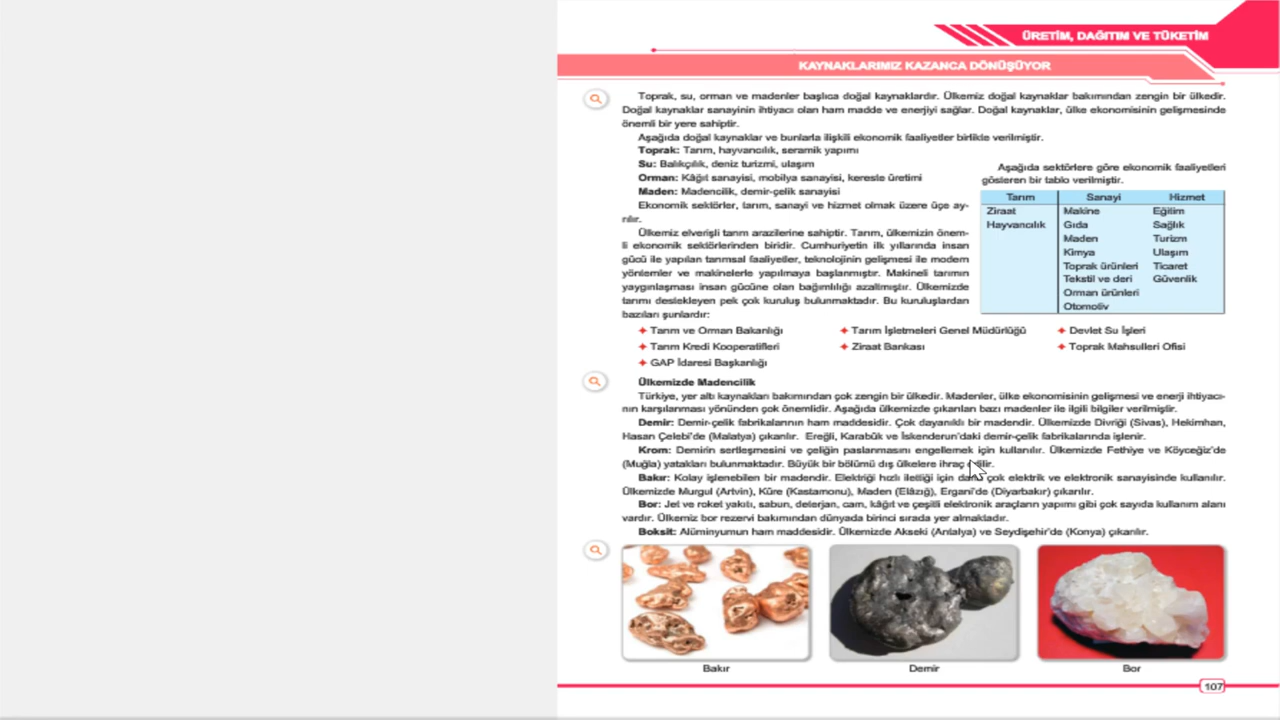 ÜRETİM, DAĞITIM VE TÜKETİM
KAYNAKLARIMIZ KAZANCA DÖNÜŞÜYOR
Toprak, su, orman ve madenler başlıca doğal kaynaklardır. Ülkemiz doğal kaynaklar bakımından zengin bir ülkedir.
Doğal kaynaklar sanayinin ihtiyacı olan ham madde ve enerjiyi sağlar. Doğal kaynaklar, ülke ekonomisinin gelişmesinde
önemli bir yere sahiptir.
Aşağıda doğal kaynaklar ve bunlarla ilişkili ekonomik faaliyetler birlikte verilmiştir.
Toprak: Tarım, hayvancılık, seramik yapımı
Su: Balıkçılık, deniz turizmi, ulaşım
Orman: Kâğıt sanayisi, mobilya sanayisi, kereste üretimi
Maden: Madencilik, demir-çelik sanayisi
Ekonomik sektörler, tarım, sanayi ve hizmet olmak üzere üçe ay-
rılır.
Ülkemiz elverişli tarım arazilerine sahiptir. Tarım, ülkemizin önem-
li ekonomik sektörlerinden biridir. Cumhuriyetin ilk yıllarında insan
gücü ile yapılan tarımsal faaliyetler, teknolojinin gelişmesi ile modern
yöntemler ve makinelerle yapılmaya başlanmıştır. Makineli tarımın
yaygınlaşması insan gücüne olan bağımlılığı azaltmıştır. Ülkemizde
tarımı destekleyen pek çok kuruluş bulunmaktadır. Bu kuruluşlardan
bazıları şunlardır:
Aşağıda sektörlere göre ekonomik faaliyetleri
gösteren bir tablo verilmiştir.
Tarım Sanayi Hizmet
Ziraat Makine Eğitim
Hayvancılık Gıda Sağlık
Maden Turizm
Kimya Ulaşım
Toprak ürünleri Ticaret
Tekstil ve deri Güvenlik
Orman ürünleri
Otomotiv
✦ Tarım ve Orman Bakanlığı ✦ Tarım İşletmeleri Genel Müdürlüğü ✦ Devlet Su İşleri
✦ Tarım Kredi Kooperatifleri ✦ Ziraat Bankası ✦ Toprak Mahsulleri Ofisi
✦ GAP İdaresi Başkanlığı
Ülkemizde Madencilik
Türkiye, yer altı kaynakları bakımından çok zengin bir ülkedir. Madenler, ülke ekonomisinin gelişmesi ve enerji ihtiyacı-
nın karşılanması yönünden çok önemlidir. Aşağıda ülkemizde çıkarılan bazı madenler ile ilgili bilgiler verilmiştir.
Demir: Demir-çelik fabrikalarının ham maddesidir. Çok dayanıklı bir madendir. Ülkemizde Divriği (Sivas), Hekimhan,
Hasan Çelebi'de (Malatya) çıkarılır. Ereğli, Karabük ve İskenderun'daki demir-çelik fabrikalarında işlenir.
Krom: Demirin sertleşmesini ve çeliğin paslanmasını engellemek için kullanılır. Ülkemizde Fethiye ve Köyceğiz'de
(Muğla) yatakları bulunmaktadır. Büyük bir bölümü dış ülkelere ihraç edilir.
Bakır: Kolay işlenebilen bir madendir. Elektriği hızlı ilettiği için daha çok elektrik ve elektronik sanayisinde kullanılır.
Ülkemizde Murgul (Artvin), Küre (Kastamonu), Maden (Elâzığ), Ergani'de (Diyarbakır) çıkarılır.
Bor: Jet ve roket yakıtı, sabun, deterjan, cam, kâğıt ve çeşitli elektronik araçların yapımı gibi çok sayıda kullanım alanı
vardır. Ülkemiz bor rezervi bakımından dünyada birinci sırada yer almaktadır.
Boksit: Alüminyumun ham maddesidir. Ülkemizde Akseki (Antalya) ve Seydişehir'de (Konya) çıkarılır.
Bakır Demir Bor
107